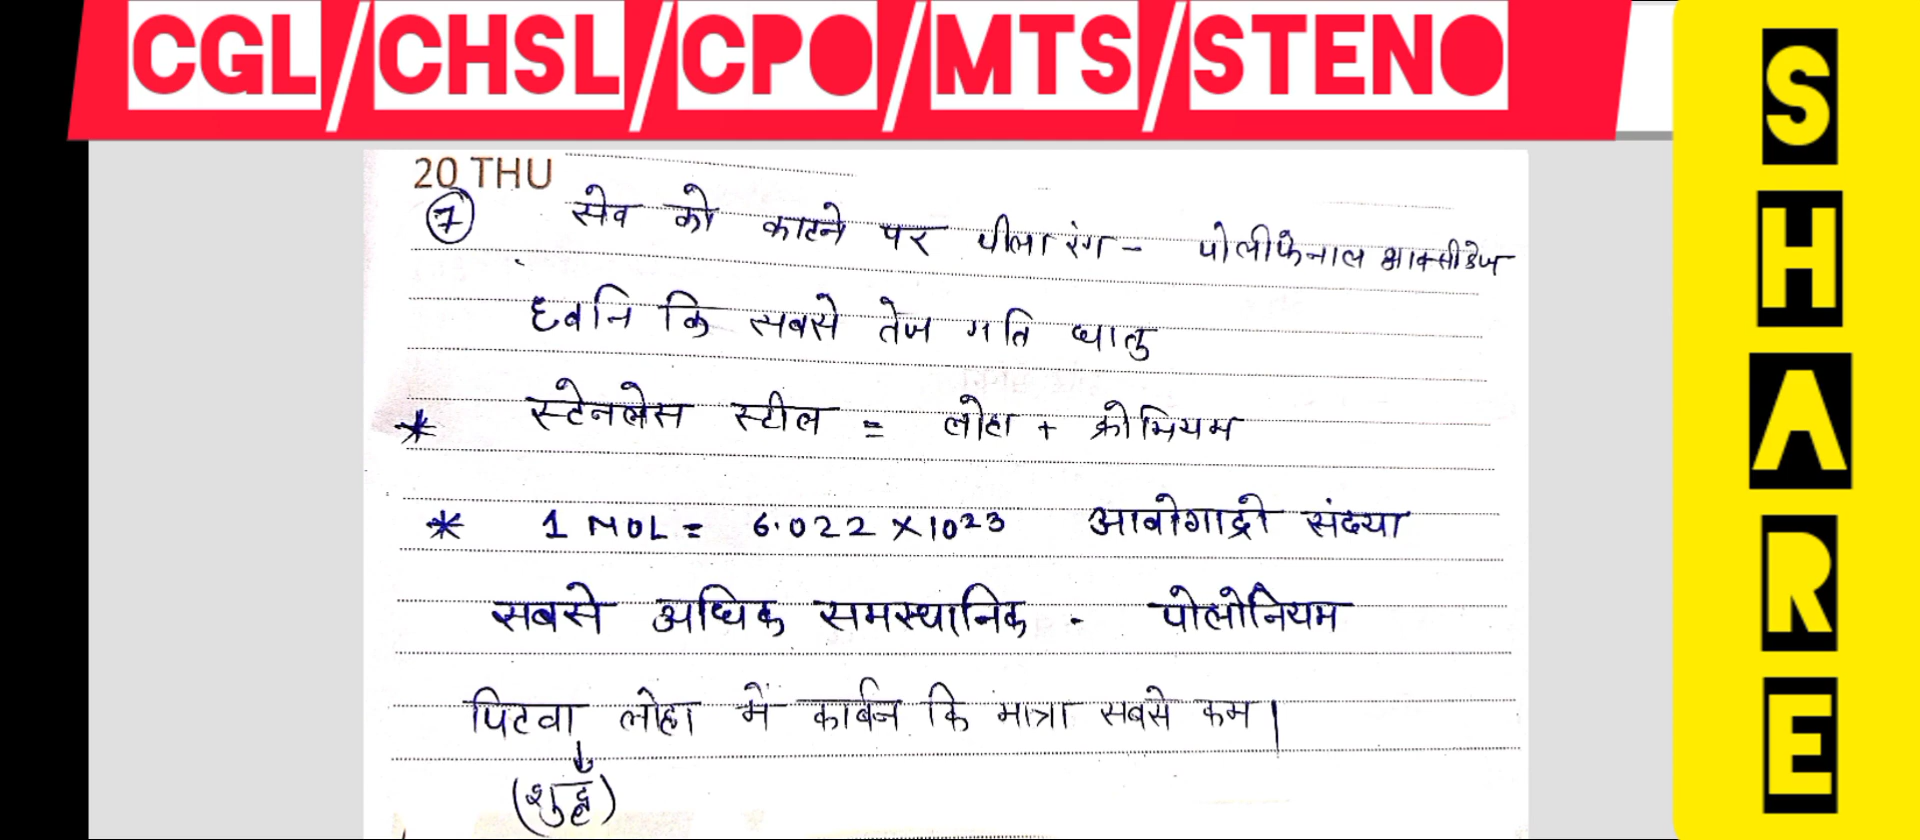 CGL/CHSL/CPO/MTS/STENO
SHARE
20 THU
7 सेव को काटने पर पीला रंग - पोलीफेनाल आक्सीडेज
ध्वनि कि सबसे तेज गति धातु
* स्टेनलेस स्टील = लोहा + क्रोमियम
* 1 MOL = 6.022 × 10²³ आवोगाद्रो संख्या
सबसे अधिक समस्थानिक - पोलोनियम
पिटवा लोहा में कार्बन कि मात्रा सबसे कम |
↓
(शुद्ध)